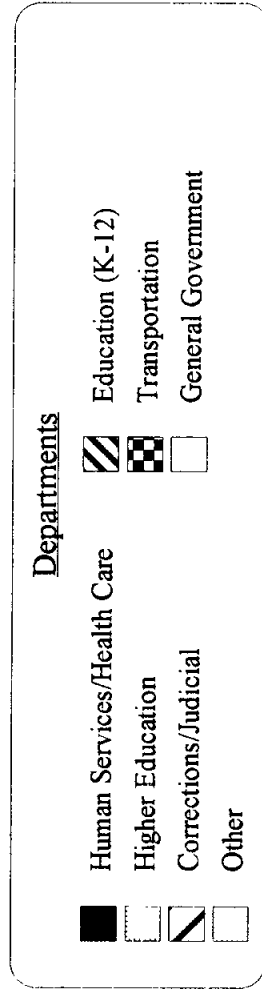 Departments
Human Services/Health Care
Higher Education
Corrections/Judicial
Other
Education (K-12)
Transportation
General Government